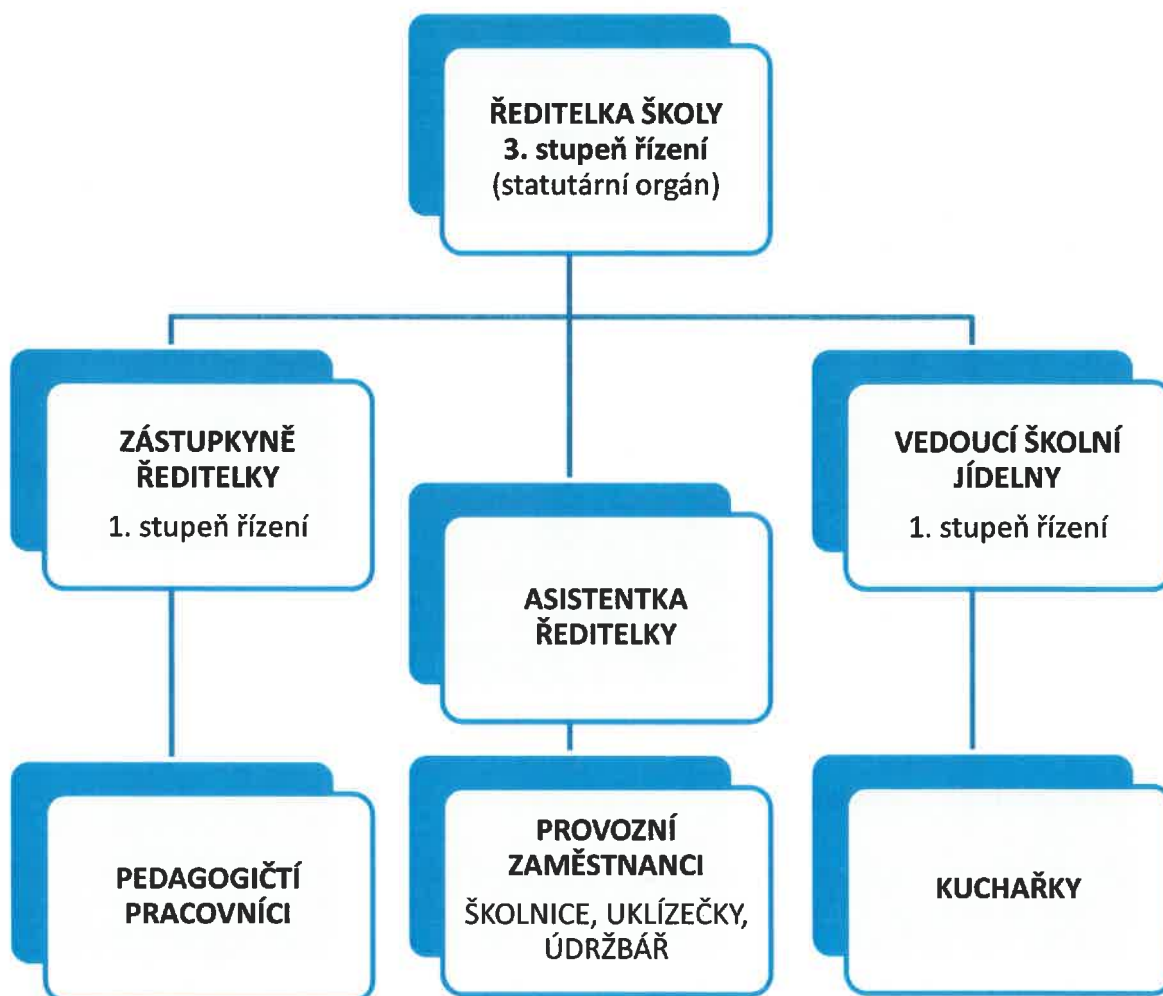 ŘEDITELKA ŠKOLY
3. stupeň řízení
(statutární orgán)
ZÁSTUPKYNĚ
ŘEDITELKY
1. stupeň řízení
VEDOUCÍ ŠKOLNÍ
JÍDELNY
1. stupeň řízení
ASISTENTKA
ŘEDITELKY
PEDAGOGIČTÍ
PRACOVNÍCI
PROVOZNÍ
ZAMĚSTNANCI
ŠKOLNICE, UKLÍZEČKY,
ÚDRŽBÁŘ
KUCHAŘKY